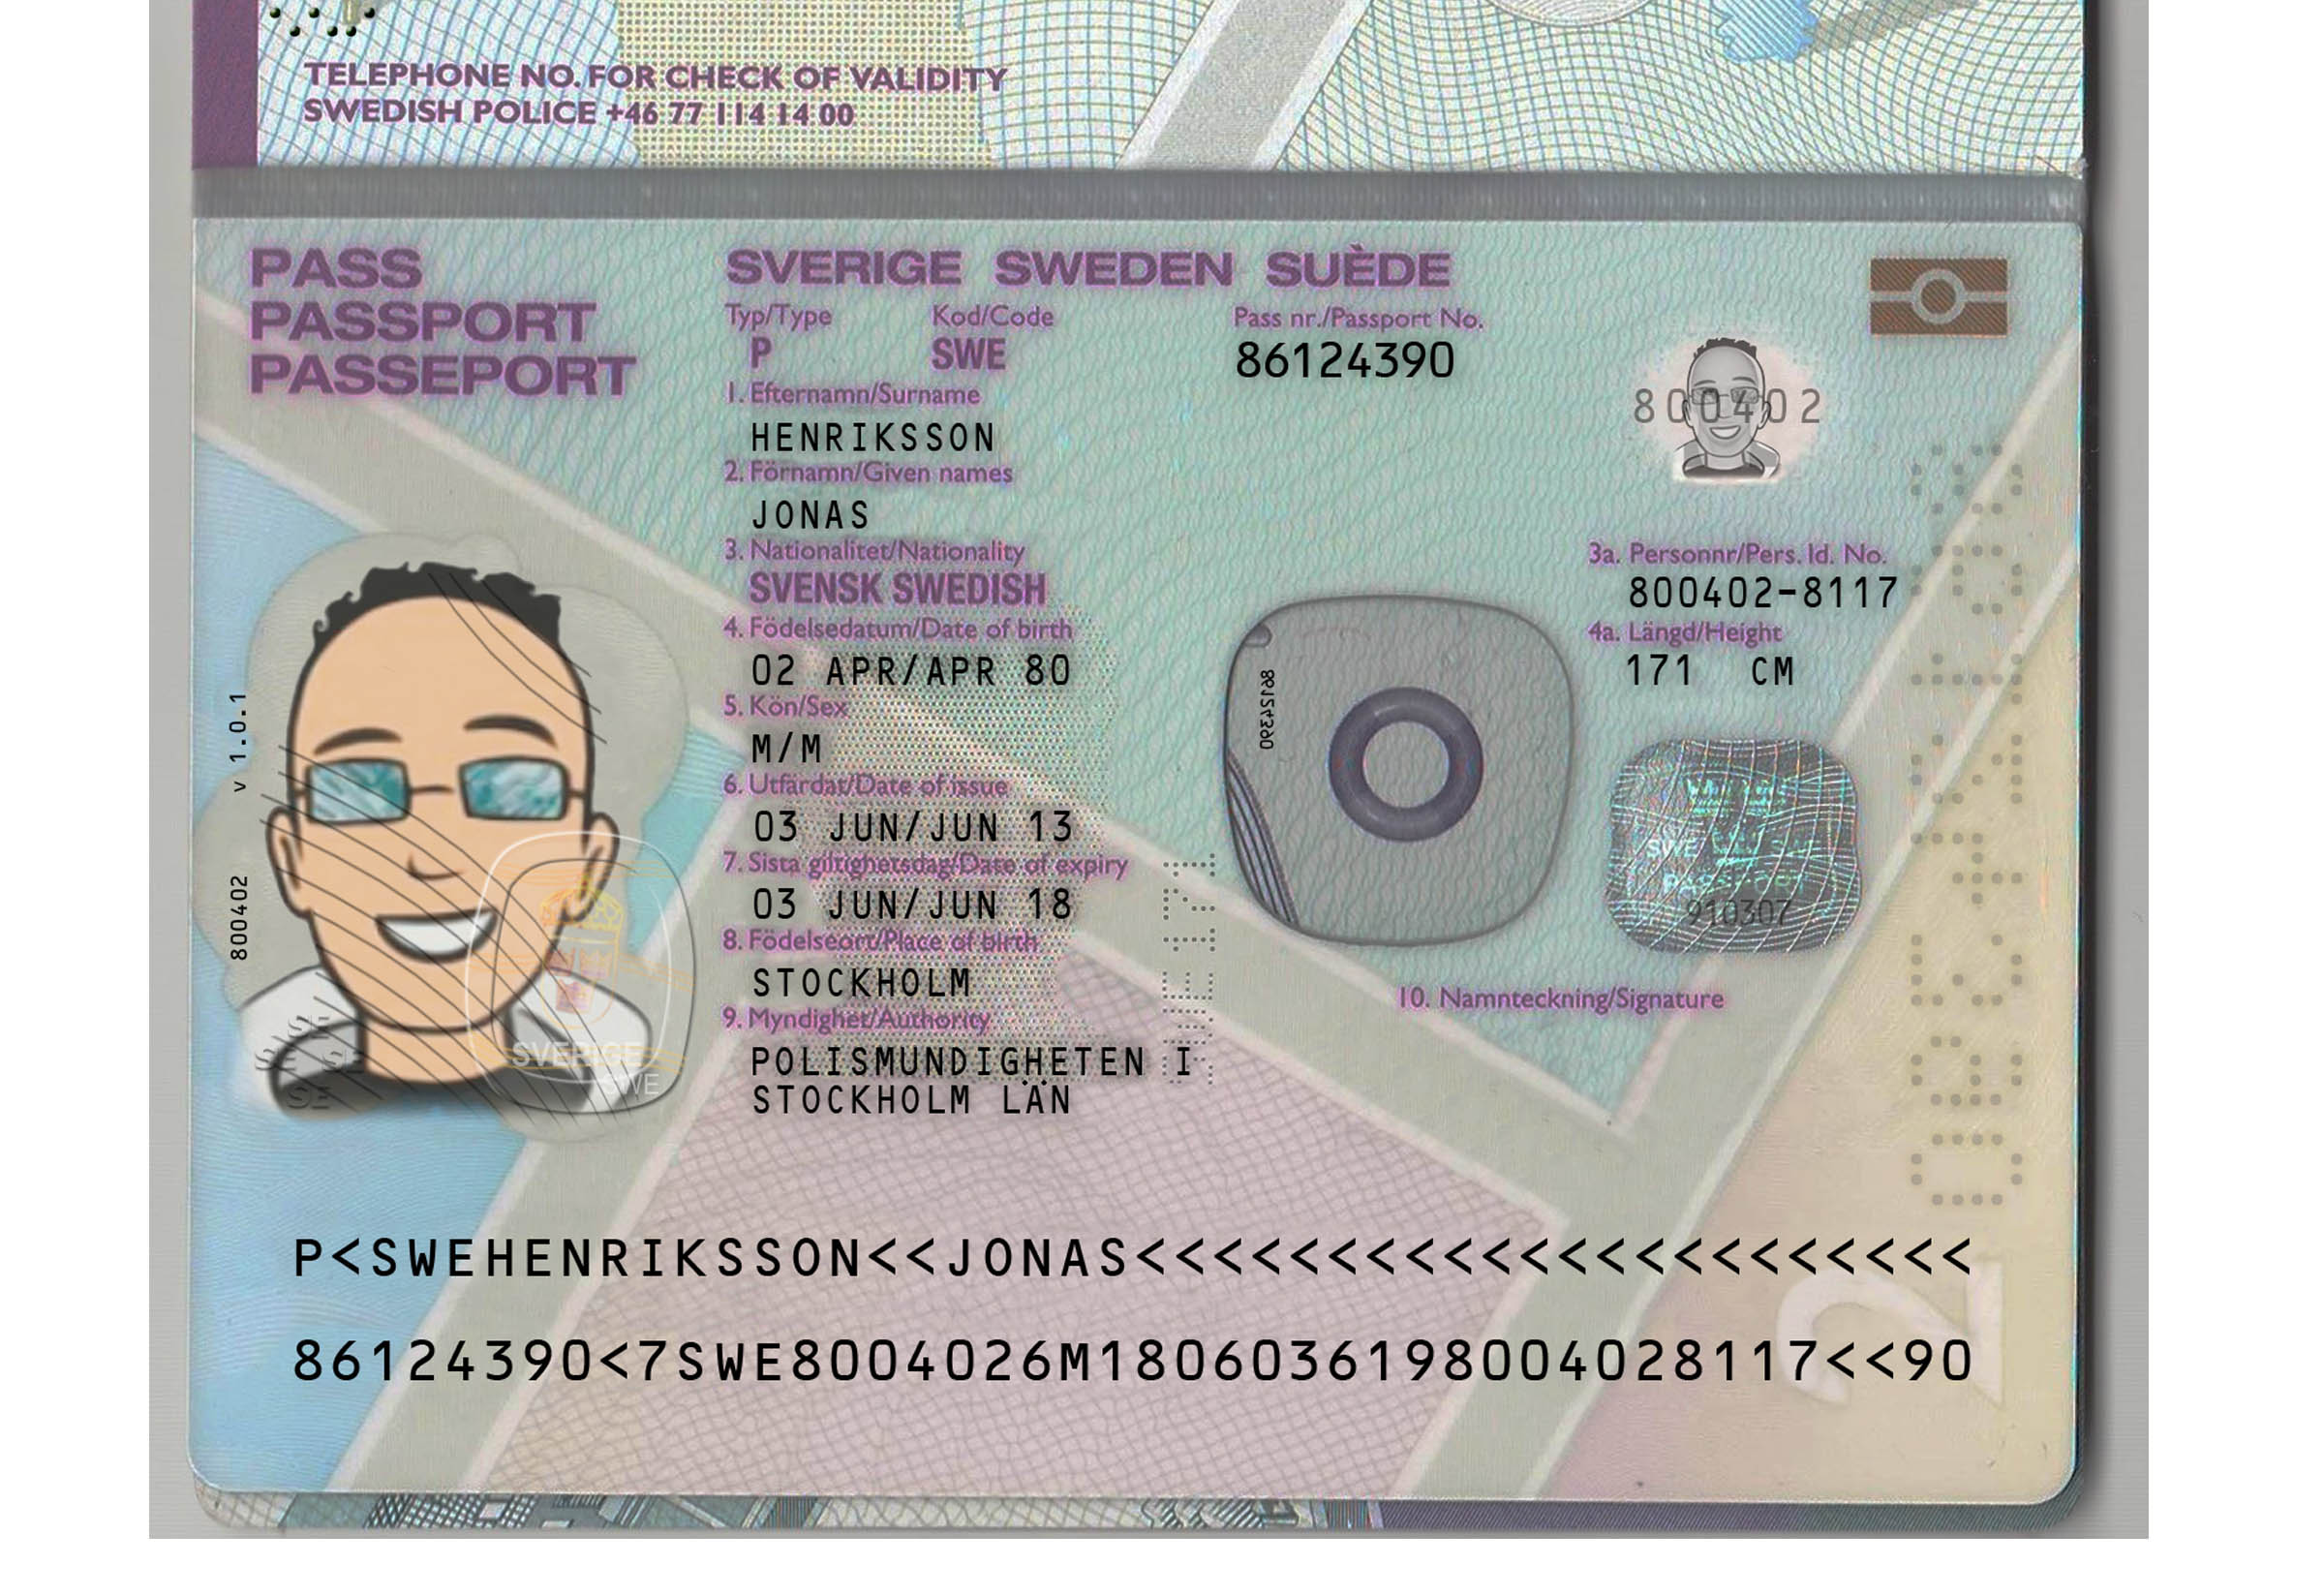 TELEPHONE NO. FOR CHECK OF VALIDITY
SWEDISH POLICE +46 77 114 14 00
PASS
PASSPORT
PASSEPORT
SVERIGE SWEDEN SUÈDE
Typ/Type Kod/Code Pass nr./Passport No.
P SWE 86124390
1. Efternamn/Surname
HENRIKSSON
800402
2. Förnamn/Given names
JONAS
3. Nationalitet/Nationality
SVENSK SWEDISH
3a. Personnr/Pers. Id. No.
800402-8117
4. Födelsedatum/Date of birth
02 APR/APR 80
4a. Längd/Height
171 CM
5. Kön/Sex
M/M
6. Utfärdat/Date of issue
03 JUN/JUN 13
7. Sista giltighetsdag/Date of expiry
03 JUN/JUN 18
8. Födelseort/Place of birth
STOCKHOLM
9. Myndighet/Authority
POLISMUNDIGHETEN I
STOCKHOLM LÄN
86124390
910307
10. Namnteckning/Signature
v 1.0.1
800402
SVERIGE
SWE
SE
SE
SE
SE
P<SWEHENRIKSSON<<JONAS<<<<<<<<<<<<<<<<<<<<<<
86124390<7SWE8004026M1806036198004028117<<90
2